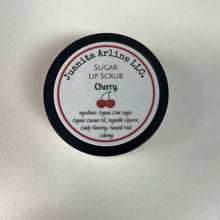 Juanita Arline LLC.
SUGAR
LIP SCRUB
Cherry
Ingredients: Organic Cane Sugar,
Organic Coconut Oil, Vegetable Glycerin,
Candy Flavoring, Natural Food
Coloring